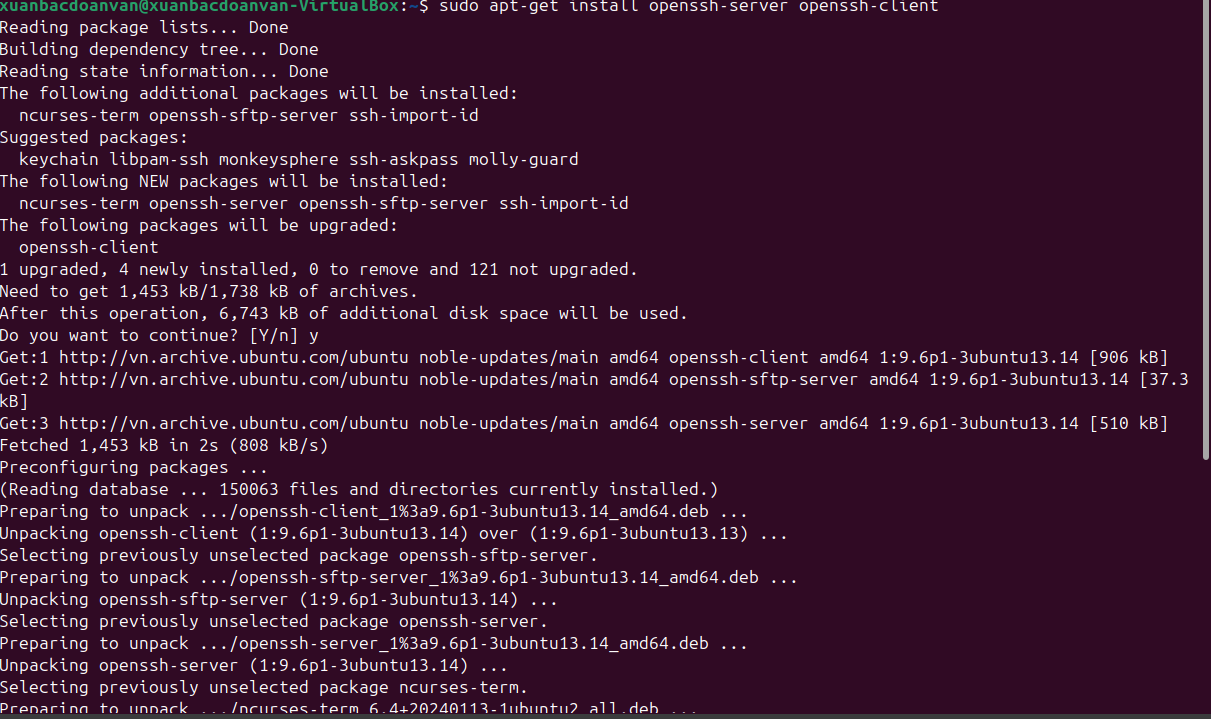 xuanbacdoanvan@xuanbacdoanvan-VirtualBox:~$ sudo apt-get install openssh-server openssh-client
Reading package lists... Done
Building dependency tree... Done
Reading state information... Done
The following additional packages will be installed:
  ncurses-term openssh-sftp-server ssh-import-id
Suggested packages:
  keychain libpam-ssh monkeysphere ssh-askpass molly-guard
The following NEW packages will be installed:
  ncurses-term openssh-server openssh-sftp-server ssh-import-id
The following packages will be upgraded:
  openssh-client
1 upgraded, 4 newly installed, 0 to remove and 121 not upgraded.
Need to get 1,453 kB/1,738 kB of archives.
After this operation, 6,743 kB of additional disk space will be used.
Do you want to continue? [Y/n] y
Get:1 http://vn.archive.ubuntu.com/ubuntu noble-updates/main amd64 openssh-client amd64 1:9.6p1-3ubuntu13.14 [906 kB]
Get:2 http://vn.archive.ubuntu.com/ubuntu noble-updates/main amd64 openssh-sftp-server amd64 1:9.6p1-3ubuntu13.14 [37.3
kB]
Get:3 http://vn.archive.ubuntu.com/ubuntu noble-updates/main amd64 openssh-server amd64 1:9.6p1-3ubuntu13.14 [510 kB]
Fetched 1,453 kB in 2s (808 kB/s)
Preconfiguring packages ...
(Reading database ... 150063 files and directories currently installed.)
Preparing to unpack .../openssh-client_1%3a9.6p1-3ubuntu13.14_amd64.deb ...
Unpacking openssh-client (1:9.6p1-3ubuntu13.14) over (1:9.6p1-3ubuntu13.13) ...
Selecting previously unselected package openssh-sftp-server.
Preparing to unpack .../openssh-sftp-server_1%3a9.6p1-3ubuntu13.14_amd64.deb ...
Unpacking openssh-sftp-server (1:9.6p1-3ubuntu13.14) ...
Selecting previously unselected package openssh-server.
Preparing to unpack .../openssh-server_1%3a9.6p1-3ubuntu13.14_amd64.deb ...
Unpacking openssh-server (1:9.6p1-3ubuntu13.14) ...
Selecting previously unselected package ncurses-term.
Preparing to unpack .../ncurses-term_6.4+20240113-1ubuntu2_all.deb ...